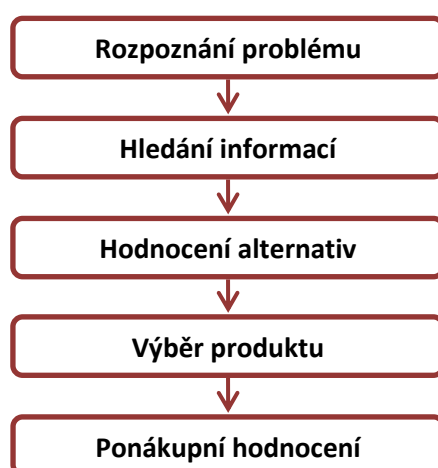 Rozpoznání problému
Hledání informací
Hodnocení alternativ
Výběr produktu
Ponákupní hodnocení